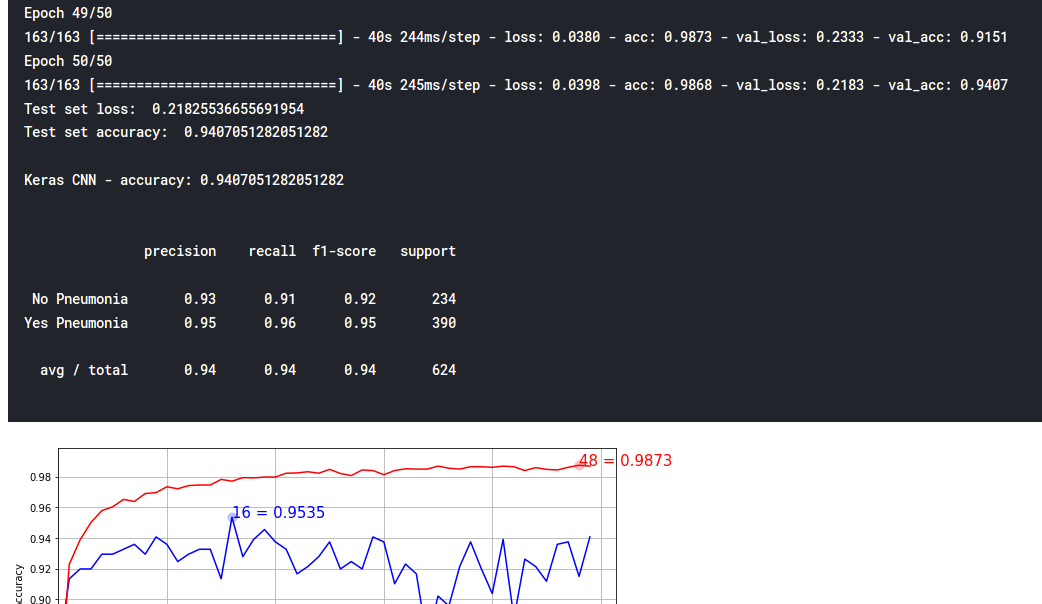 Epoch 49/50
163/163 [==============================] - 40s 244ms/step - loss: 0.0380 - acc: 0.9873 - val_loss: 0.2333 - val_acc: 0.9151
Epoch 50/50
163/163 [==============================] - 40s 245ms/step - loss: 0.0398 - acc: 0.9868 - val_loss: 0.2183 - val_acc: 0.9407
Test set loss:  0.21825536655691954
Test set accuracy:  0.9407051282051282
Keras CNN - accuracy: 0.9407051282051282
precision recall f1-score support
No Pneumonia 0.93 0.91 0.92 234
Yes Pneumonia 0.95 0.96 0.95 390
avg / total 0.94 0.94 0.94 624
48 = 0.9873
0.98
16 = 0.9535
0.96
0.94
0.92
0.90